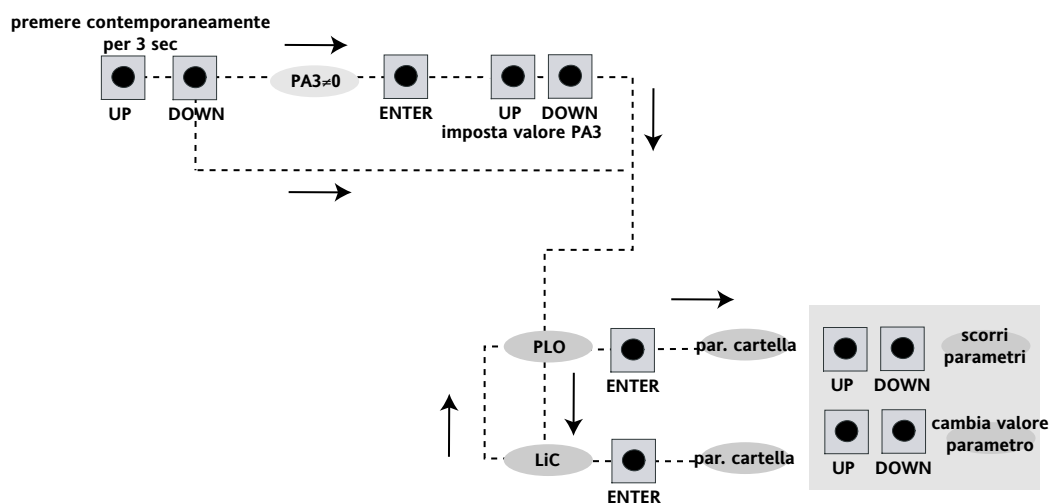 premere contemporaneamente
per 3 sec
PA3≠0
UP
DOWN
ENTER
UP
DOWN
imposta valore PA3
PLO
ENTER
par. cartella
scorri
parametri
UP
DOWN
LiC
ENTER
par. cartella
cambia valore
parametro
UP
DOWN